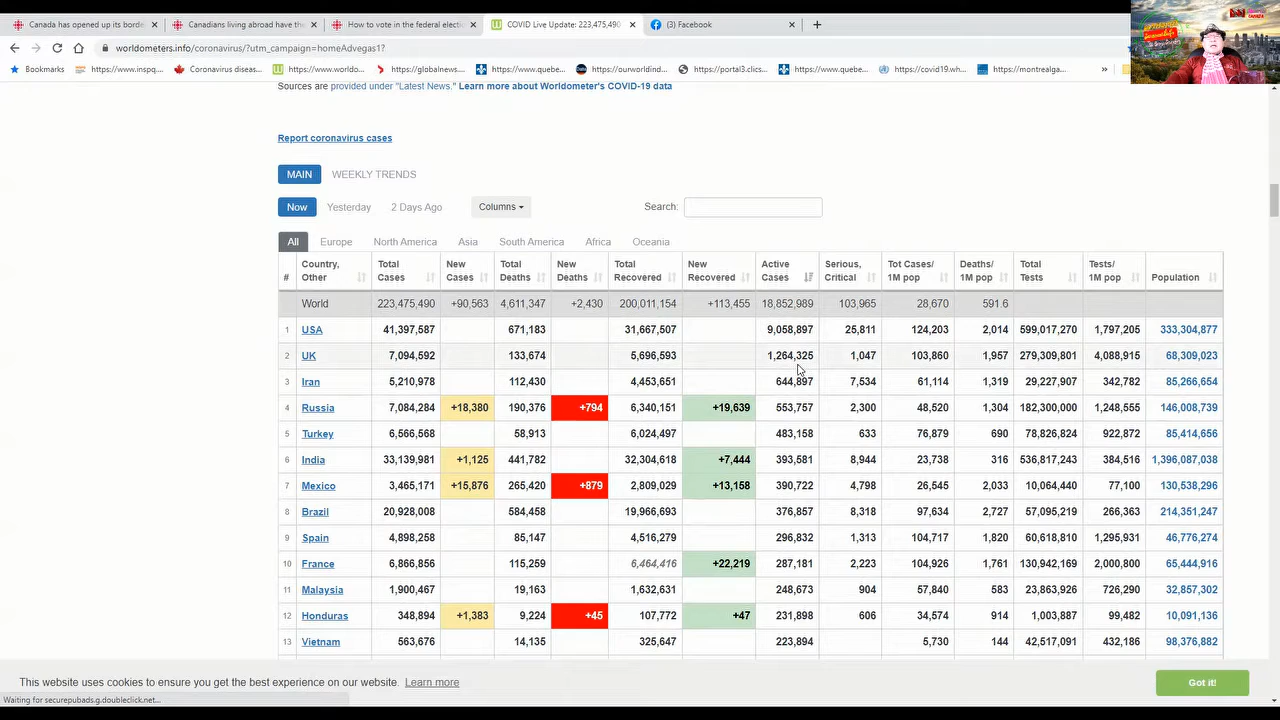 Canada has opened up its borde
Canadians living abroad have the
How to vote in the federal electi
COVID Live Update: 223,475,490
(3) Facebook
worldometers.info/coronavirus/?utm_campaign=homeAdvegas1?
Bookmarks https://www.inspq... Coronavirus diseas... https://www.worldo... https://globalnews... https://www.quebe... https://ourworldind... https://portal3.clics... https://www.quebe... https://covid19.wh... https://montrealga...
Sources are provided under "Latest News." Learn more about Worldometer's COVID-19 data
Report coronavirus cases
MAIN WEEKLY TRENDS
Now Yesterday 2 Days Ago Columns Search:
All Europe North America Asia South America Africa Oceania
# Country, Other Total Cases New Cases Total Deaths New Deaths Total Recovered New Recovered Active Cases Serious, Critical Tot Cases/ 1M pop Deaths/ 1M pop Total Tests Tests/ 1M pop Population
World 223,475,490 +90,563 4,611,347 +2,430 200,011,154 +113,455 18,852,989 103,965 28,670 591.6
1 USA 41,397,587 671,183 31,667,507 9,058,897 25,811 124,203 2,014 599,017,270 1,797,205 333,304,877
2 UK 7,094,592 133,674 5,696,593 1,264,325 1,047 103,860 1,957 279,309,801 4,088,915 68,309,023
3 Iran 5,210,978 112,430 4,453,651 644,897 7,534 61,114 1,319 29,227,907 342,782 85,266,654
4 Russia 7,084,284 +18,380 190,376 +794 6,340,151 +19,639 553,757 2,300 48,520 1,304 182,300,000 1,248,555 146,008,739
5 Turkey 6,566,568 58,913 6,024,497 483,158 633 76,879 690 78,826,824 922,872 85,414,656
6 India 33,139,981 +1,125 441,782 32,304,618 +7,444 393,581 8,944 23,738 316 536,817,243 384,516 1,396,087,038
7 Mexico 3,465,171 +15,876 265,420 +879 2,809,029 +13,158 390,722 4,798 26,545 2,033 10,064,440 77,100 130,538,296
8 Brazil 20,928,008 584,458 19,966,693 376,857 8,318 97,634 2,727 57,095,219 266,363 214,351,247
9 Spain 4,898,258 85,147 4,516,279 296,832 1,313 104,717 1,820 60,618,810 1,295,931 46,776,274
10 France 6,866,856 115,259 6,464,416 +22,219 287,181 2,223 104,926 1,761 130,942,169 2,000,800 65,444,916
11 Malaysia 1,900,467 19,163 1,632,631 248,673 904 57,840 583 23,863,926 726,290 32,857,302
12 Honduras 348,894 +1,383 9,224 +45 107,772 +47 231,898 606 34,574 914 1,003,887 99,482 10,091,136
13 Vietnam 563,676 14,135 325,647 223,894 5,730 144 42,517,091 432,186 98,376,882
This website uses cookies to ensure you get the best experience on our website. Learn more Got it!
Waiting for securepubads.g.doubleclick.net...